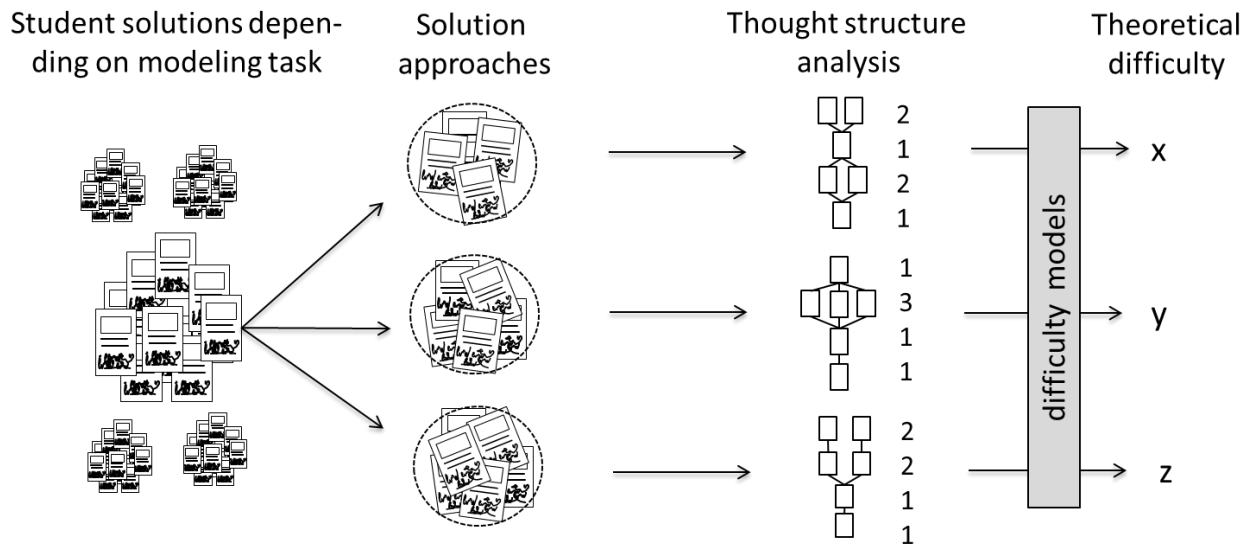 Student solutions depen-
ding on modeling task
Solution
approaches
Thought structure
analysis
Theoretical
difficulty
2
1
2
1
x
1
3
1
1
y
2
2
1
1
z
difficulty models